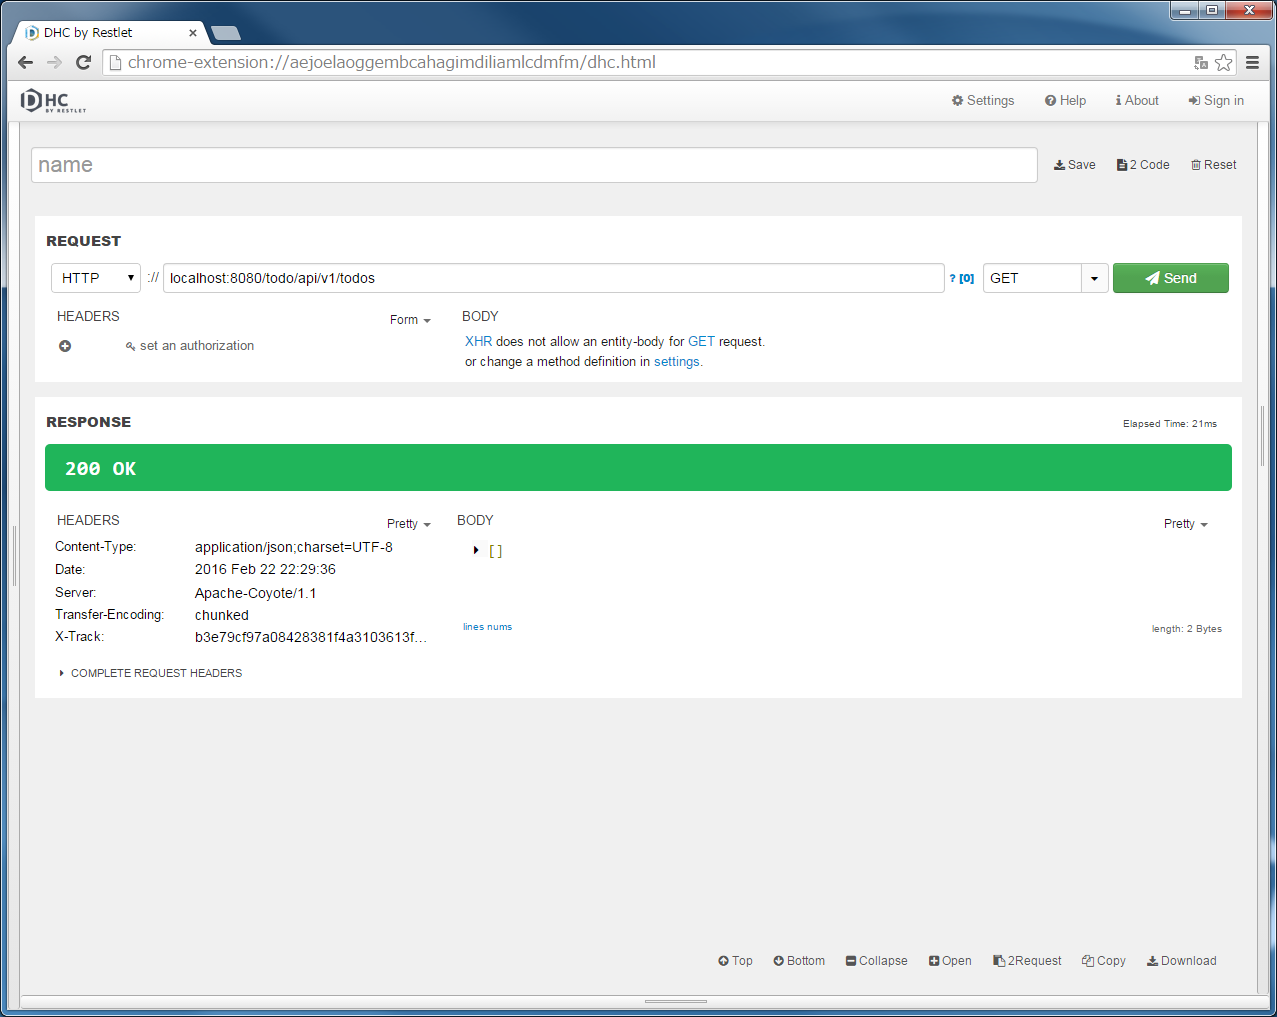 DHC by Restlet
chrome-extension://aejoelaoggembcahagimdiliamlcdmfm/dhc.html
DHC BY RESTLET
Settings Help About Sign in
name
Save 2 Code Reset
REQUEST
HTTP :// localhost:8080/todo/api/v1/todos ? [0] GET Send
HEADERS Form BODY
set an authorization
XHR does not allow an entity-body for GET request.
or change a method definition in settings.
RESPONSE
Elapsed Time: 21ms
200 OK
HEADERS Pretty BODY Pretty
Content-Type: application/json;charset=UTF-8
[]
Date: 2016 Feb 22 22:29:36
Server: Apache-Coyote/1.1
Transfer-Encoding: chunked
lines nums length: 2 Bytes
X-Track: b3e79cf97a08428381f4a3103613f...
COMPLETE REQUEST HEADERS
Top Bottom Collapse Open 2Request Copy Download